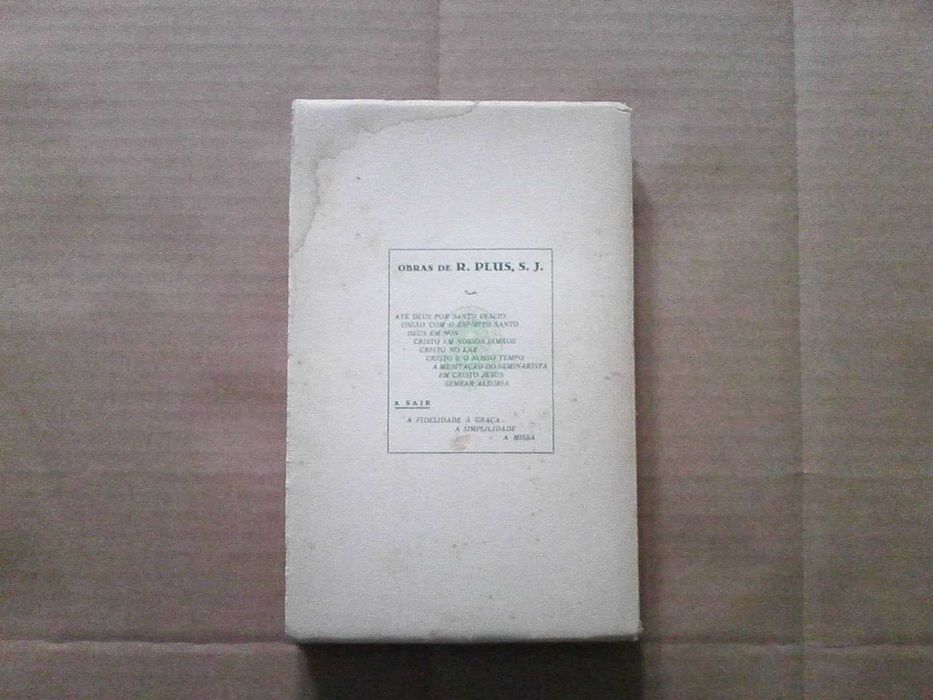 OBRAS DE R. PLUS, S. J.
ATÉ DEUS POR SANTO INÁCIO
UNIÃO COM O ESPÍRITO SANTO
DEUS EM NÓS
CRISTO EM NOSSOS IRMÃOS
CRISTO NO LAR
CRISTO E O NOSSO TEMPO
A MEDITAÇÃO DO SEMINARISTA
EM CRISTO JESUS
SEMEAR ALEGRIA
A SAIR
A FIDELIDADE À GRAÇA
A SIMPLICIDADE
A MISSA